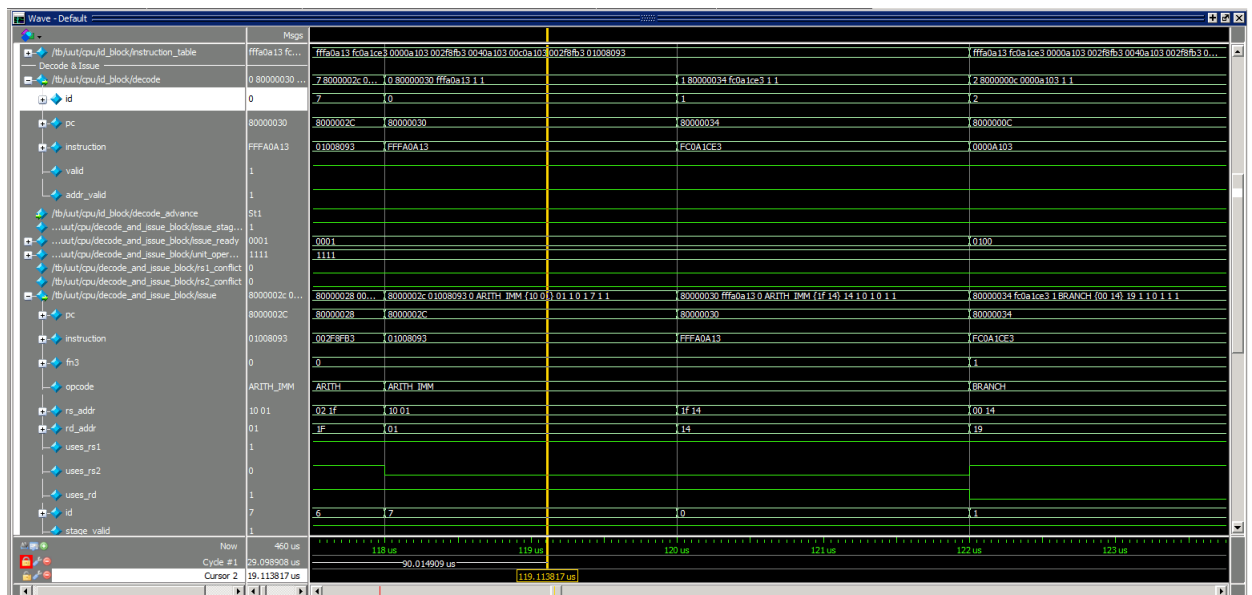 Wave - Default
Msgs
/tb/uut/cpu/id_block/instruction_table fffa0a13 fc... fffa0a13 fc0a1ce3 0000a103 002f8fb3 0040a103 00c0a103 002f8fb3 01008093 fffa0a13 fc0a1ce3 0000a103 002f8fb3 0040a103 002f8fb3 0...
Decode & Issue
/tb/uut/cpu/id_block/decode 0 80000030 ... 7 8000002c 0... 0 80000030 fffa0a13 1 1 1 80000034 fc0a1ce3 1 1 2 8000000c 0000a103 1 1
id 0 7 0 1 2
pc 80000030 8000002C 80000030 80000034 8000000C
instruction FFFA0A13 01008093 FFFA0A13 FC0A1CE3 0000A103
valid 1
addr_valid 1
/tb/uut/cpu/id_block/decode_advance St1
...uut/cpu/decode_and_issue_block/issue_stag... 1
...uut/cpu/decode_and_issue_block/issue_ready 0001 0001 0100
...uut/cpu/decode_and_issue_block/unit_oper... 1111 1111
/tb/uut/cpu/decode_and_issue_block/rs1_conflict 0
/tb/uut/cpu/decode_and_issue_block/rs2_conflict 0
/tb/uut/cpu/decode_and_issue_block/issue 8000002c 0... 80000028 00... 8000002c 01008093 0 ARITH_IMM {10 01} 01 1 0 1 7 1 1 80000030 fffa0a13 0 ARITH_IMM {1f 14} 14 1 0 1 0 1 1 80000034 fc0a1ce3 1 BRANCH {00 14} 19 1 1 0 1 1 1
pc 8000002C 80000028 8000002C 80000030 80000034
instruction 01008093 002F8FB3 01008093 FFFA0A13 FC0A1CE3
fn3 0 0 1
opcode ARITH_IMM ARITH ARITH_IMM BRANCH
rs_addr 10 01 02 1f 10 01 1f 14 00 14
rd_addr 01 1F 01 14 19
uses_rs1 1
uses_rs2 0
uses_rd 1
id 7 6 7 0 1
stage_valid 1
Now 460 us 118 us 119 us 120 us 121 us 122 us 123 us
Cycle #1 29.098908 us 90.014909 us
Cursor 2 19.113817 us 119.113817 us